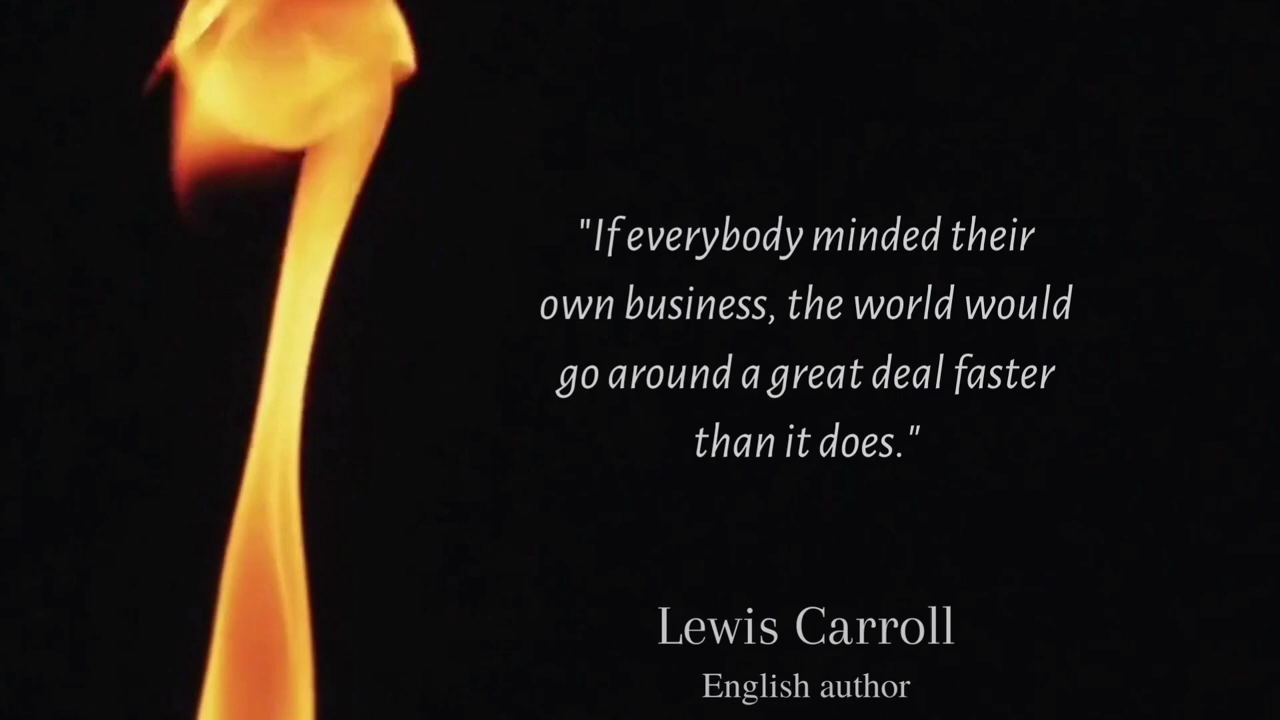 "If everybody minded their
own business, the world would
go around a great deal faster
than it does."
Lewis Carroll
English author